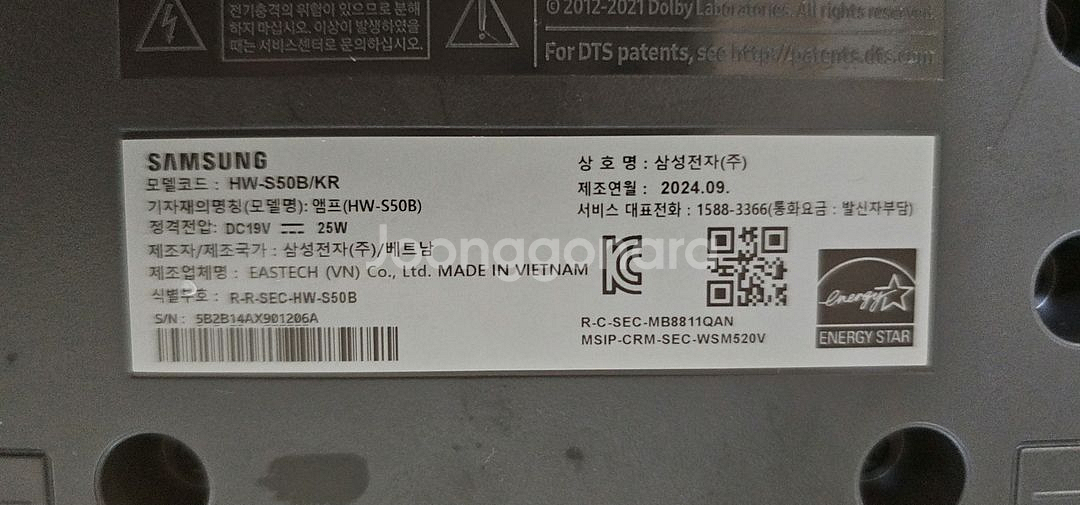 전기충격의 위험이 있으므로 분해
하지 마십시오. 이상이 발생하였을
때는 서비스센터로 문의하십시오.
© 2012-2021 Dolby Laboratories. All rights reserved.
For DTS patents, see http://patents.dts.com
SAMSUNG
모델코드 : HW-S50B/KR
기자재의명칭(모델명): 앰프(HW-S50B)
정격전압: DC19V 25W
제조자/제조국가 : 삼성전자(주)/베트남
제조업체명 : EASTECH (VN) Co., Ltd. MADE IN VIETNAM
식별부호 : R-R-SEC-HW-S50B
S/N : 5B2B14AX901206A
상 호 명 : 삼성전자(주)
제조연월 : 2024.09.
서비스 대표전화 : 1588-3366(통화요금 : 발신자부담)
R-C-SEC-MB8811QAN
MSIP-CRM-SEC-WSM520V
energy
ENERGY STAR
Joonggonara